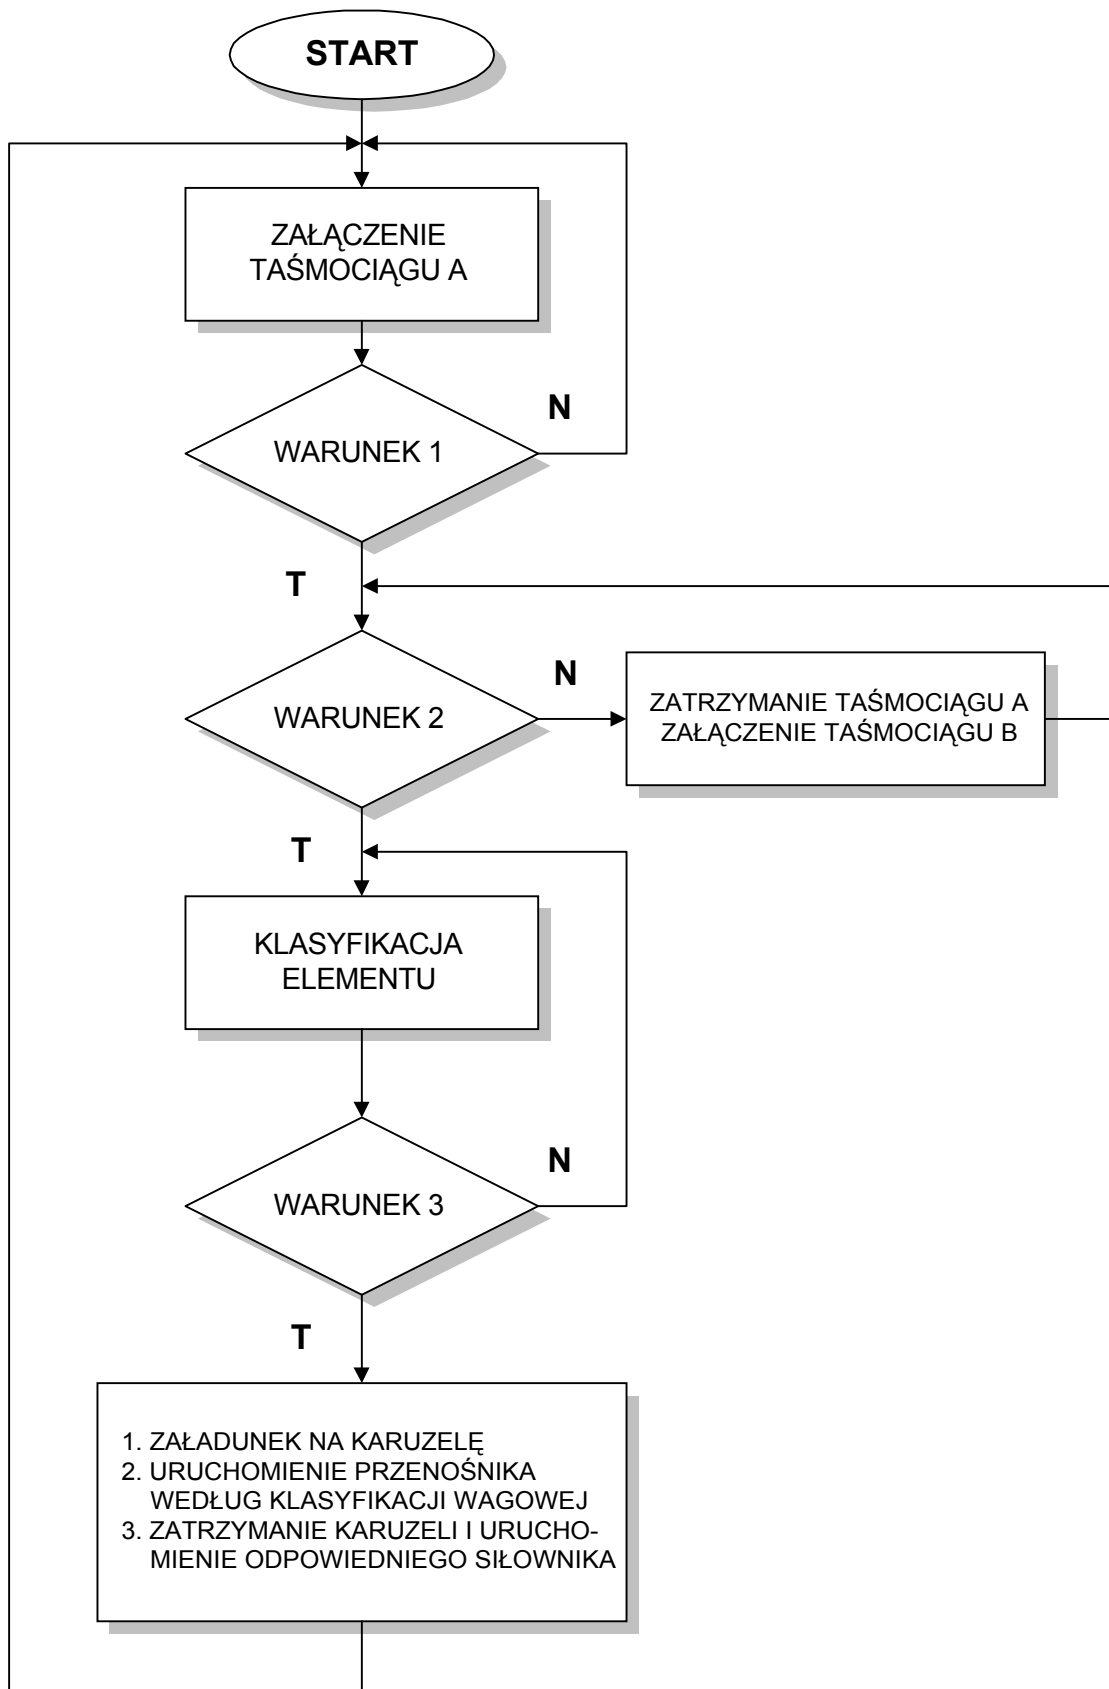 START
ZAŁĄCZENIE
TAŚMOCIĄGU A
N
WARUNEK 1
T
N
WARUNEK 2
ZATRZYMANIE TAŚMOCIĄGU A
ZAŁĄCZENIE TAŚMOCIĄGU B
T
KLASYFIKACJA
ELEMENTU
N
WARUNEK 3
T
1. ZAŁADUNEK NA KARUZELĘ
2. URUCHOMIENIE PRZENOŚNIKA
WEDŁUG KLASYFIKACJI WAGOWEJ
3. ZATRZYMANIE KARUZELI I URUCHO-
MIENIE ODPOWIEDNIEGO SIŁOWNIKA